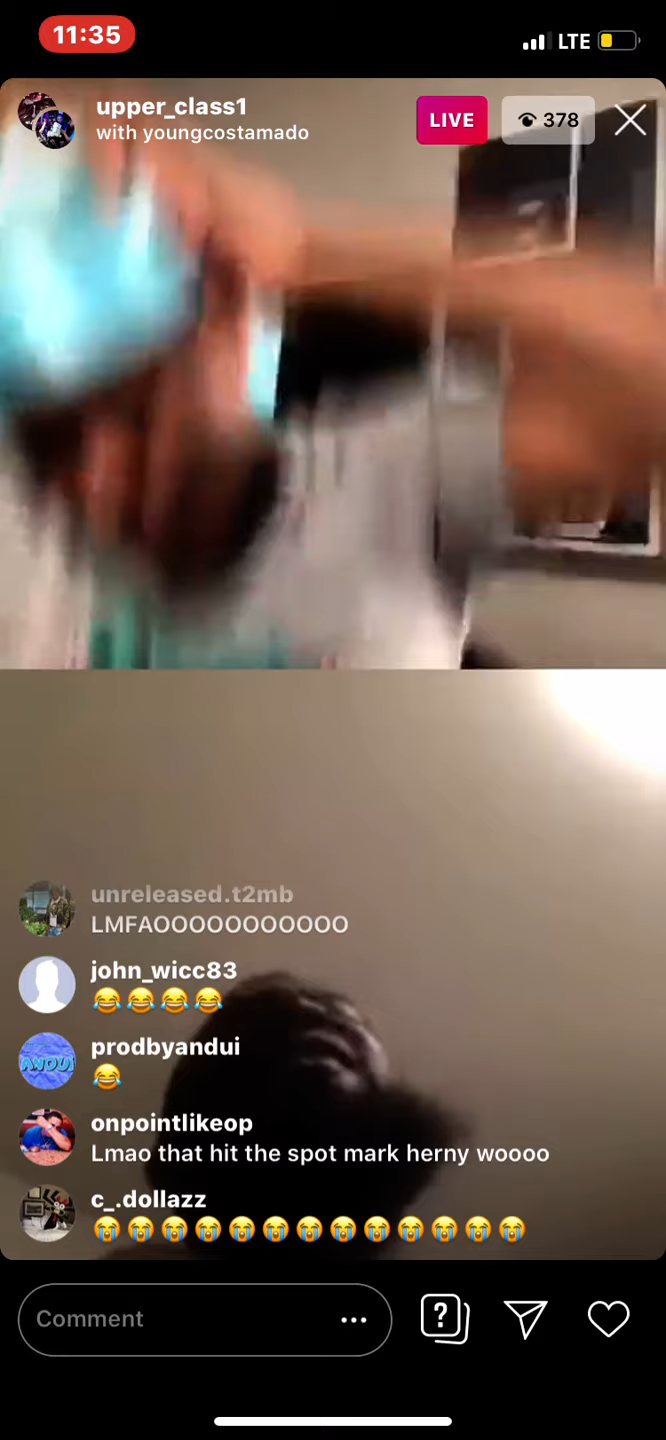 11:35
LTE
upper_class1
with youngcostamado
LIVE
378
unreleased.t2mb
LMFAOOOOOOOOOOO
john_wicc83
😂😂😂😂
prodbyandui
😂
ANDUI
onpointlikeop
Lmao that hit the spot mark herny woooo
c_.dollazz
😭😭😭😭😭😭😭😭😭😭😭😭😭
Comment